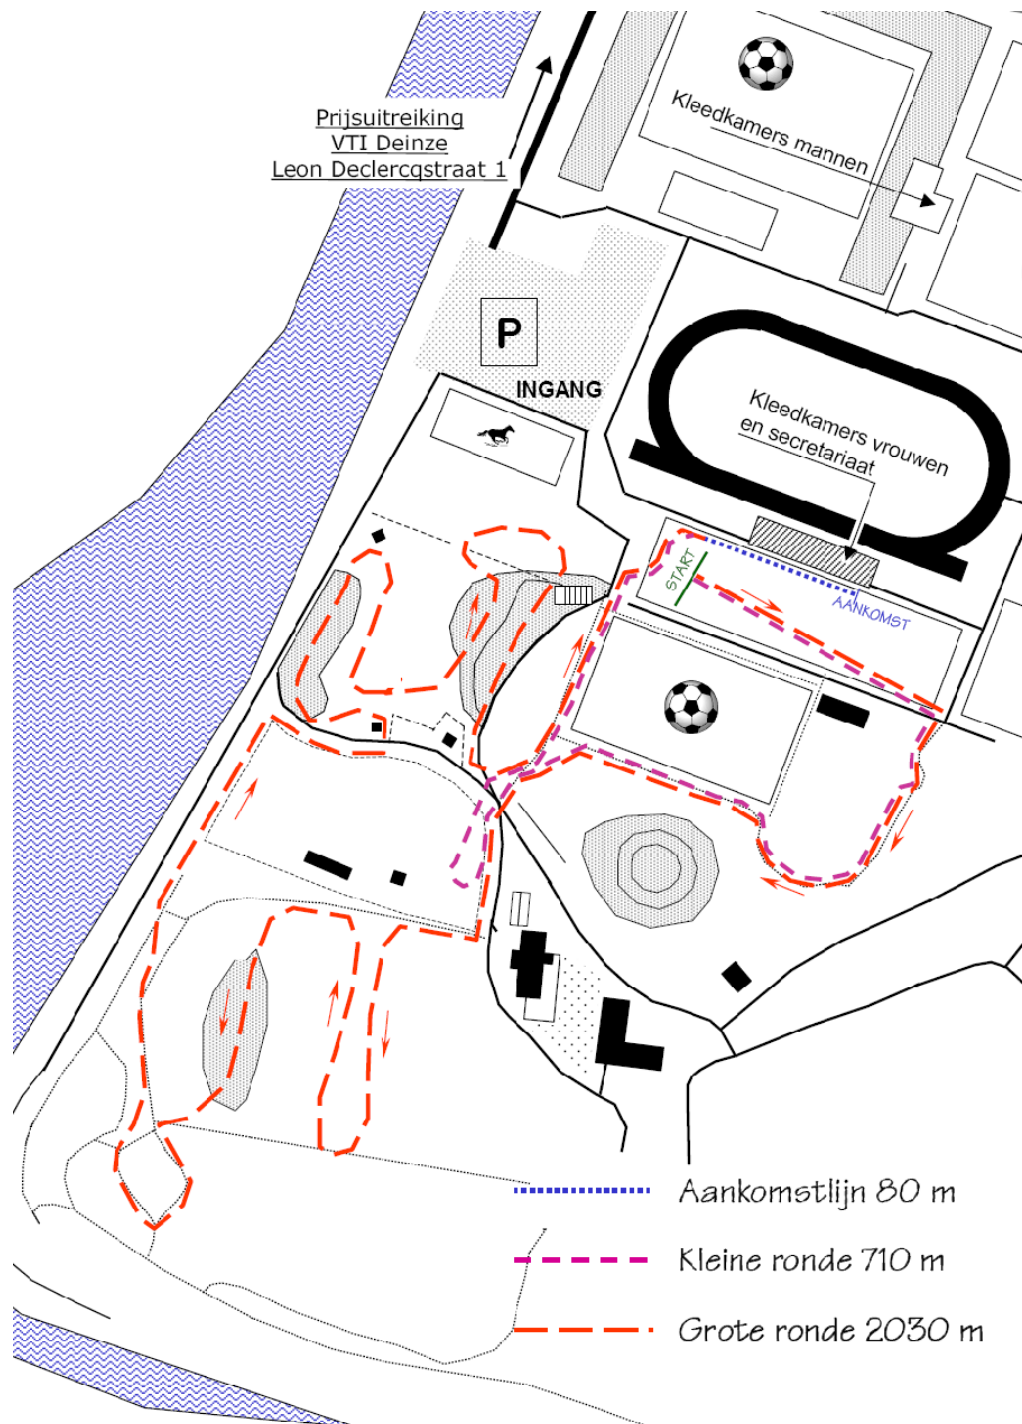 Prijsuitreiking
VTI Deinze
Leon Declercqstraat 1
Kleedkamers mannen
P
INGANG
Kleedkamers vrouwen
en secretariaat
START
AANKOMST
Aankomstlijn 80 m
Kleine ronde 710 m
Grote ronde 2030 m